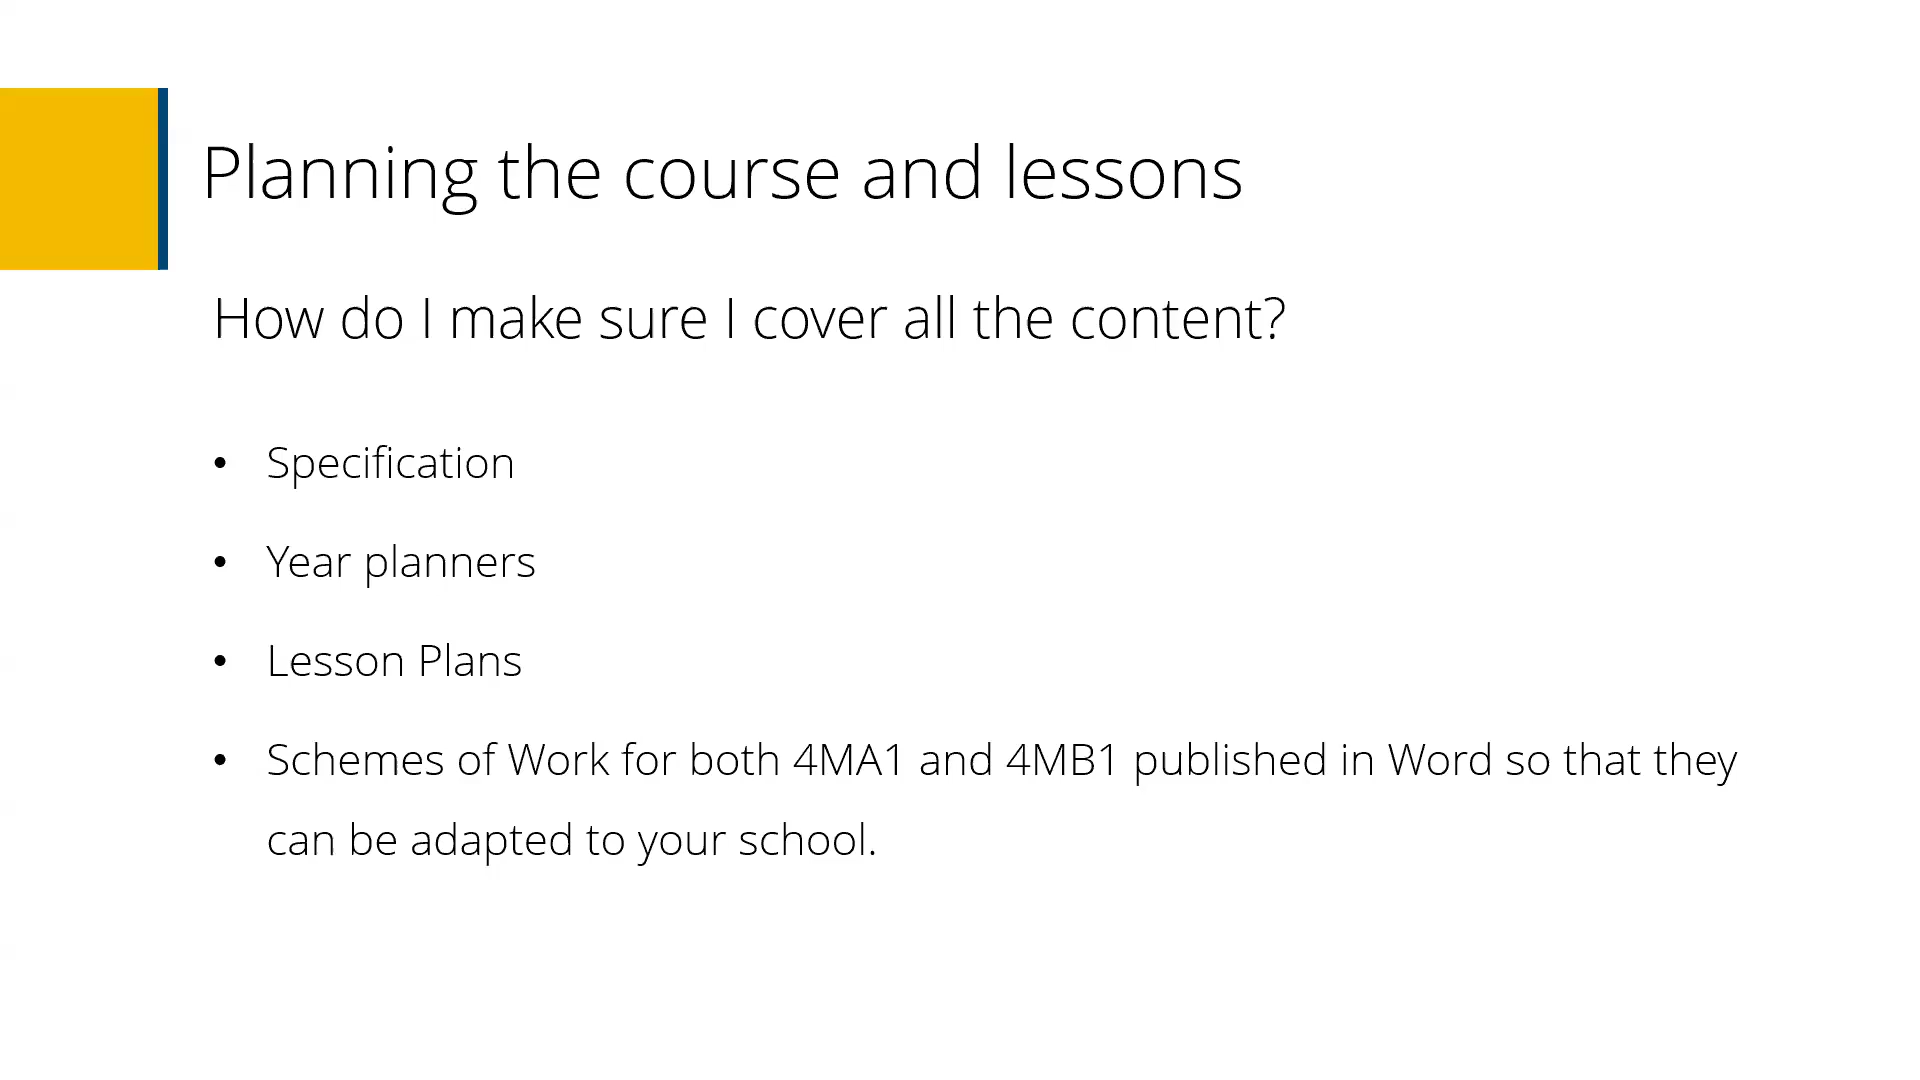 Planning the course and lessons
How do I make sure I cover all the content?
• Specification
• Year planners
• Lesson Plans
• Schemes of Work for both 4MA1 and 4MB1 published in Word so that they
can be adapted to your school.